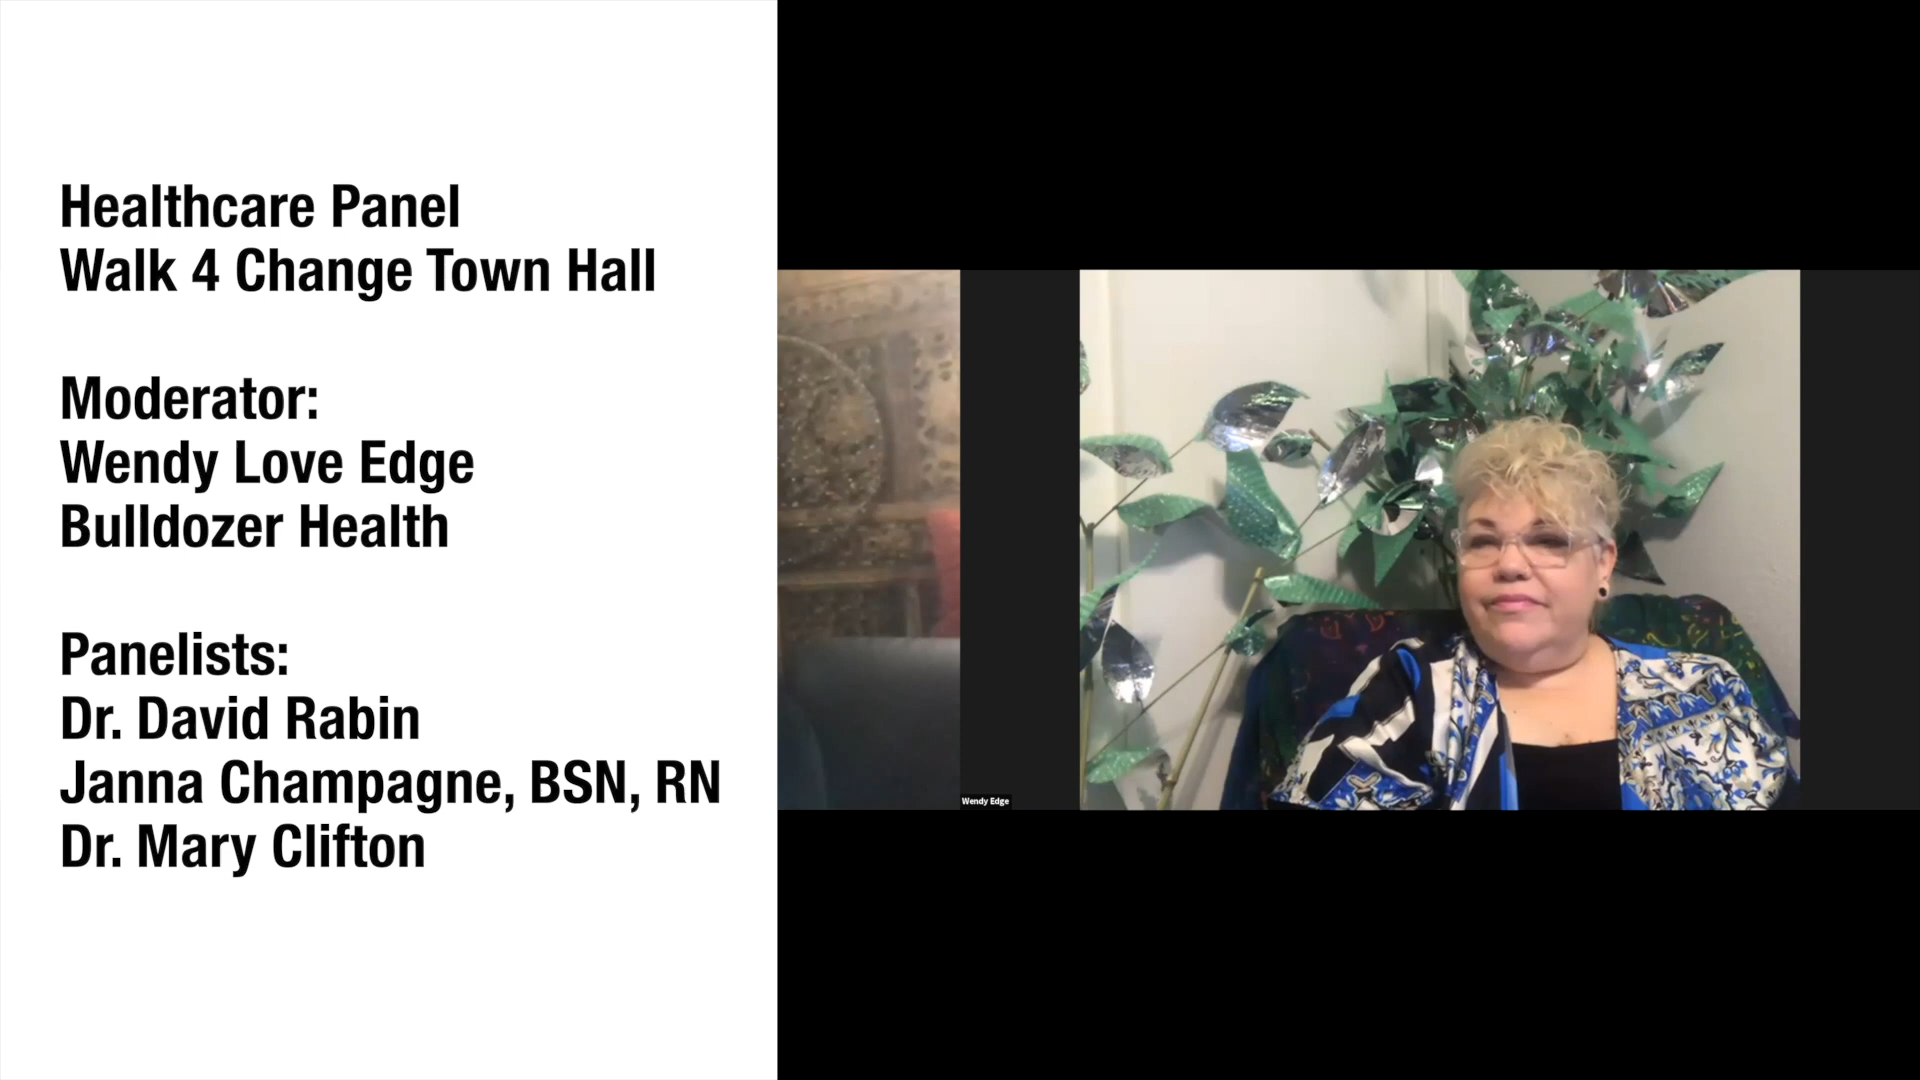 Healthcare Panel
Walk 4 Change Town Hall
Moderator:
Wendy Love Edge
Bulldozer Health
Panelists:
Dr. David Rabin
Janna Champagne, BSN, RN
Dr. Mary Clifton
Wendy Edge